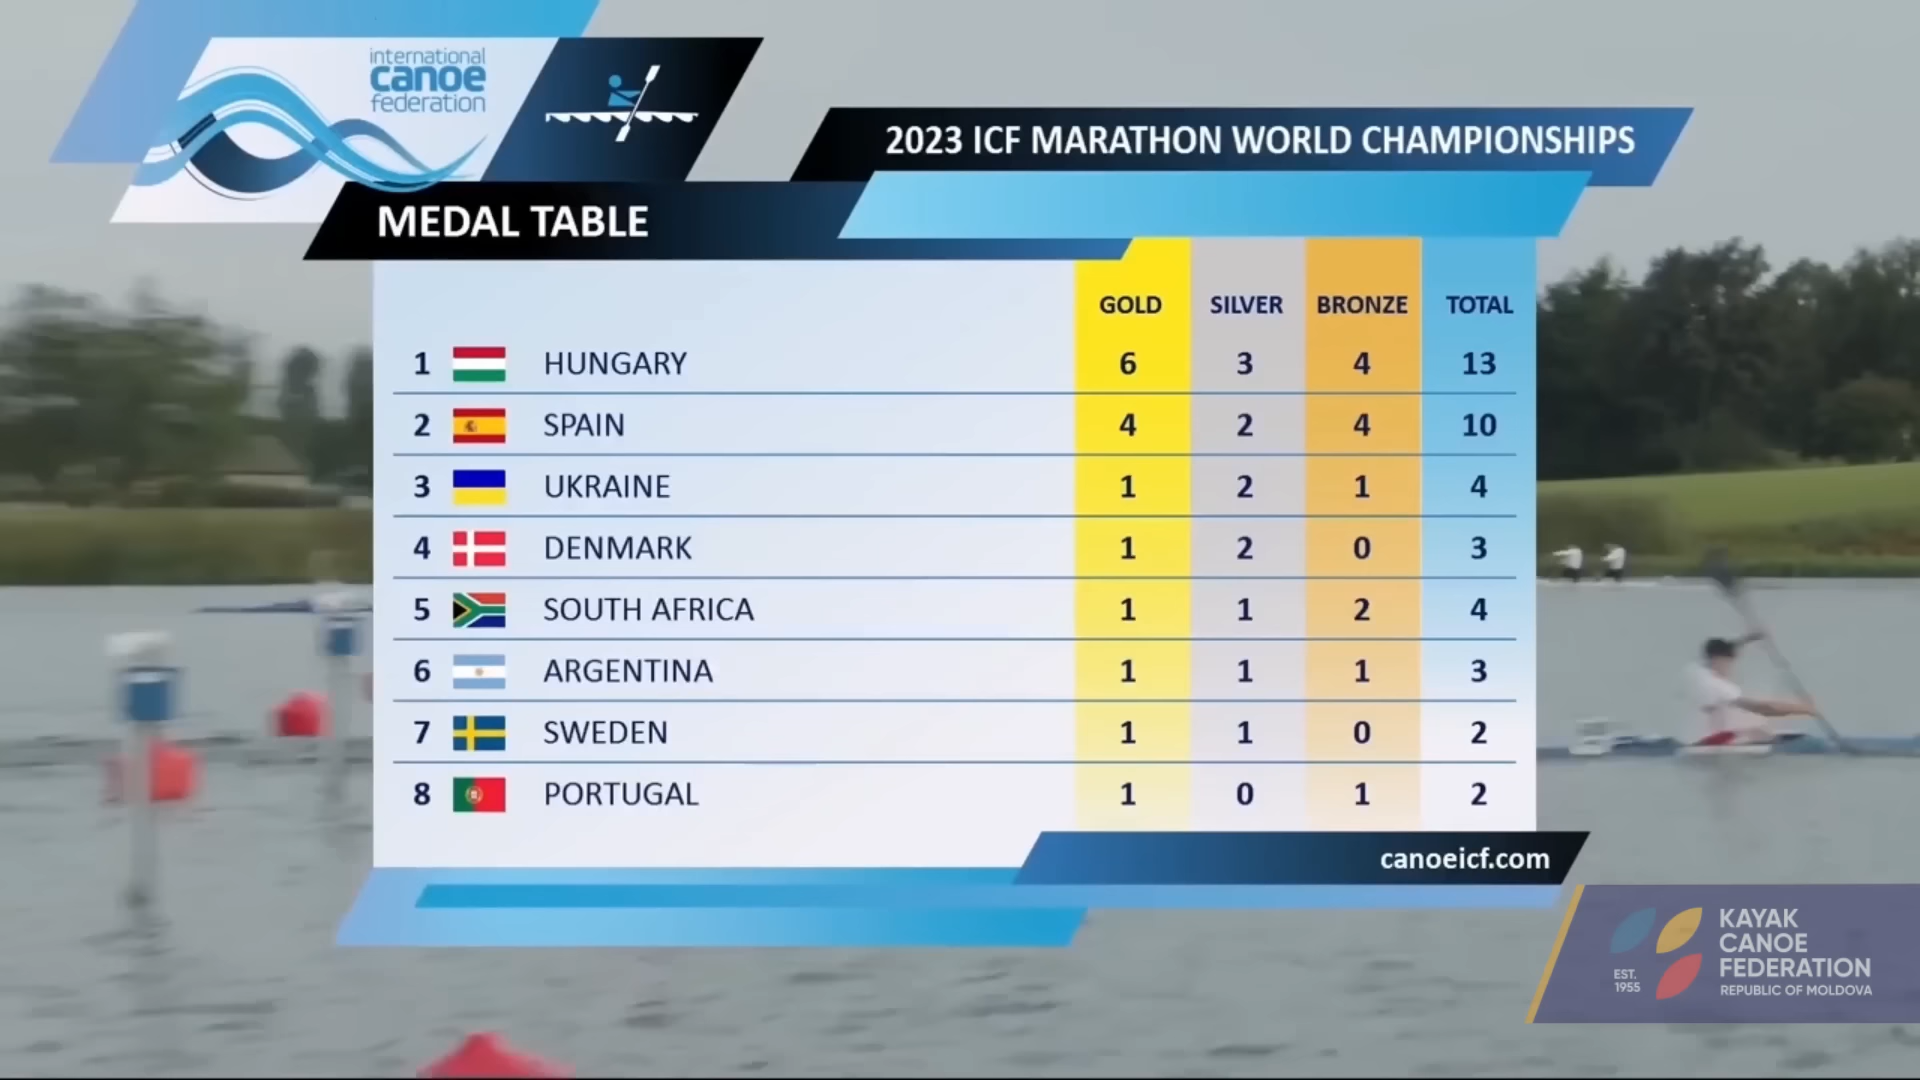 international
canoe
federation
2023 ICF MARATHON WORLD CHAMPIONSHIPS
MEDAL TABLE
GOLD SILVER BRONZE TOTAL
1 HUNGARY 6 3 4 13
2 SPAIN 4 2 4 10
3 UKRAINE 1 2 1 4
4 DENMARK 1 2 0 3
5 SOUTH AFRICA 1 1 2 4
6 ARGENTINA 1 1 1 3
7 SWEDEN 1 1 0 2
8 PORTUGAL 1 0 1 2
canoeicf.com
EST.
1955
KAYAK
CANOE
FEDERATION
REPUBLIC OF MOLDOVA